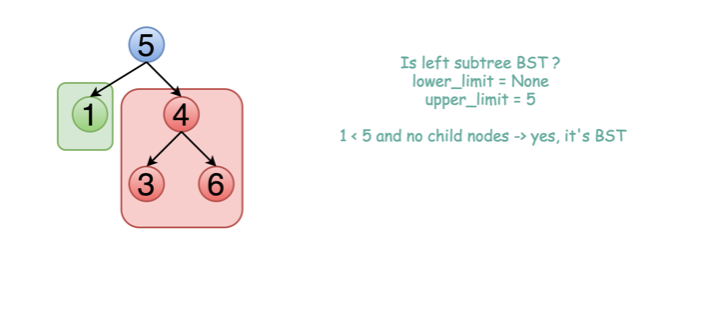 5
1
4
3
6
Is left subtree BST ?
lower_limit = None
upper_limit = 5
1 < 5 and no child nodes -> yes, it's BST